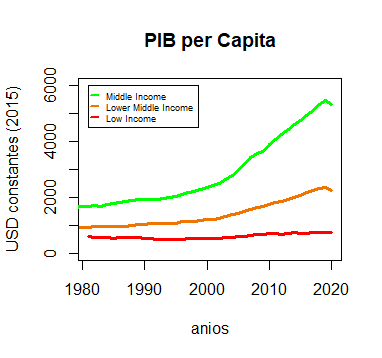 PIB per Capita
USD constantes (2015)
6000
4000
2000
0
Middle Income
Lower Middle Income
Low Income
1980 1990 2000 2010 2020
anios